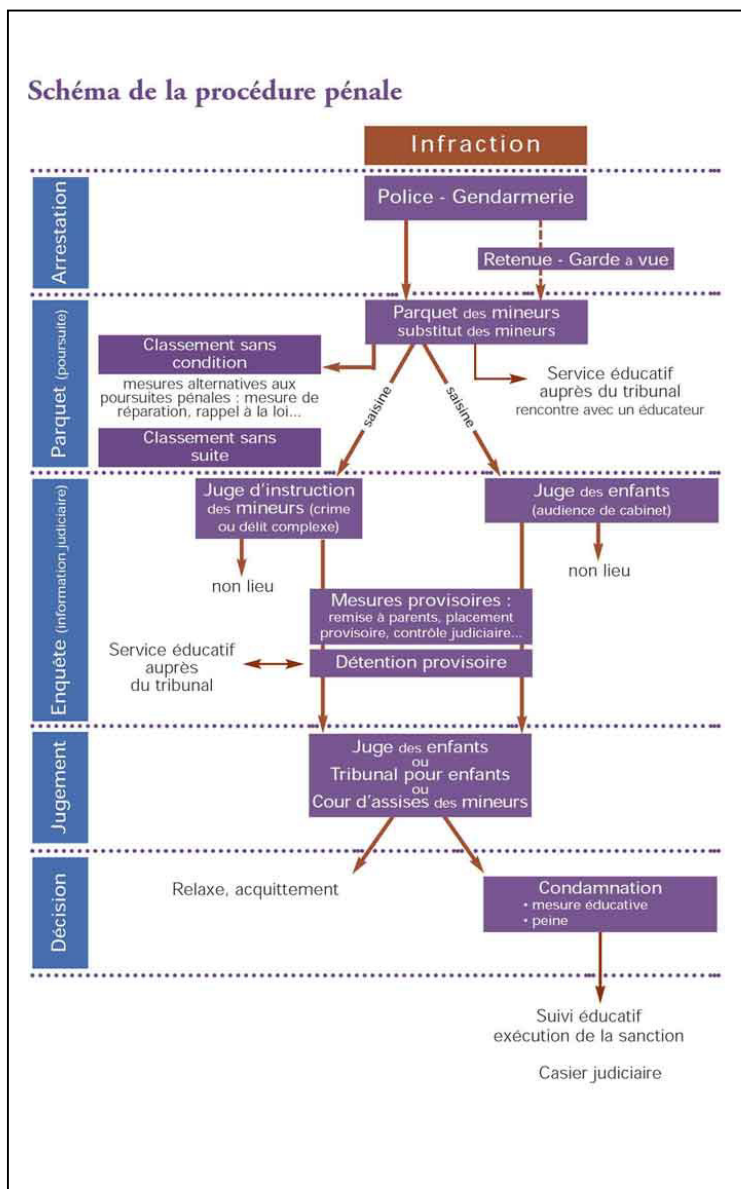 Schéma de la procédure pénale
Infraction
Arrestation
Police - Gendarmerie
Retenue - Garde a vue
Parquet (poursuite)
Parquet des mineurs
substitut des mineurs
Classement sans
condition
mesures alternatives aux
poursuites pénales : mesure de
réparation, rappel à la loi...
Classement sans
suite
Service éducatif
auprès du tribunal
rencontre avec un éducateur
saisine
saisine
Enquête (information judiciaire)
Juge d'instruction
des mineurs (crime
ou délit complexe)
Juge des enfants
(audience de cabinet)
non lieu
non lieu
Mesures provisoires :
remise à parents, placement
provisoire, contrôle judiciaire...
Service éducatif
auprès
du tribunal
Détention provisoire
Jugement
Juge des enfants
ou
Tribunal pour enfants
ou
Cour d'assises des mineurs
Décision
Relaxe, acquittement
Condamnation
• mesure éducative
• peine
Suivi éducatif
exécution de la sanction
Casier judiciaire